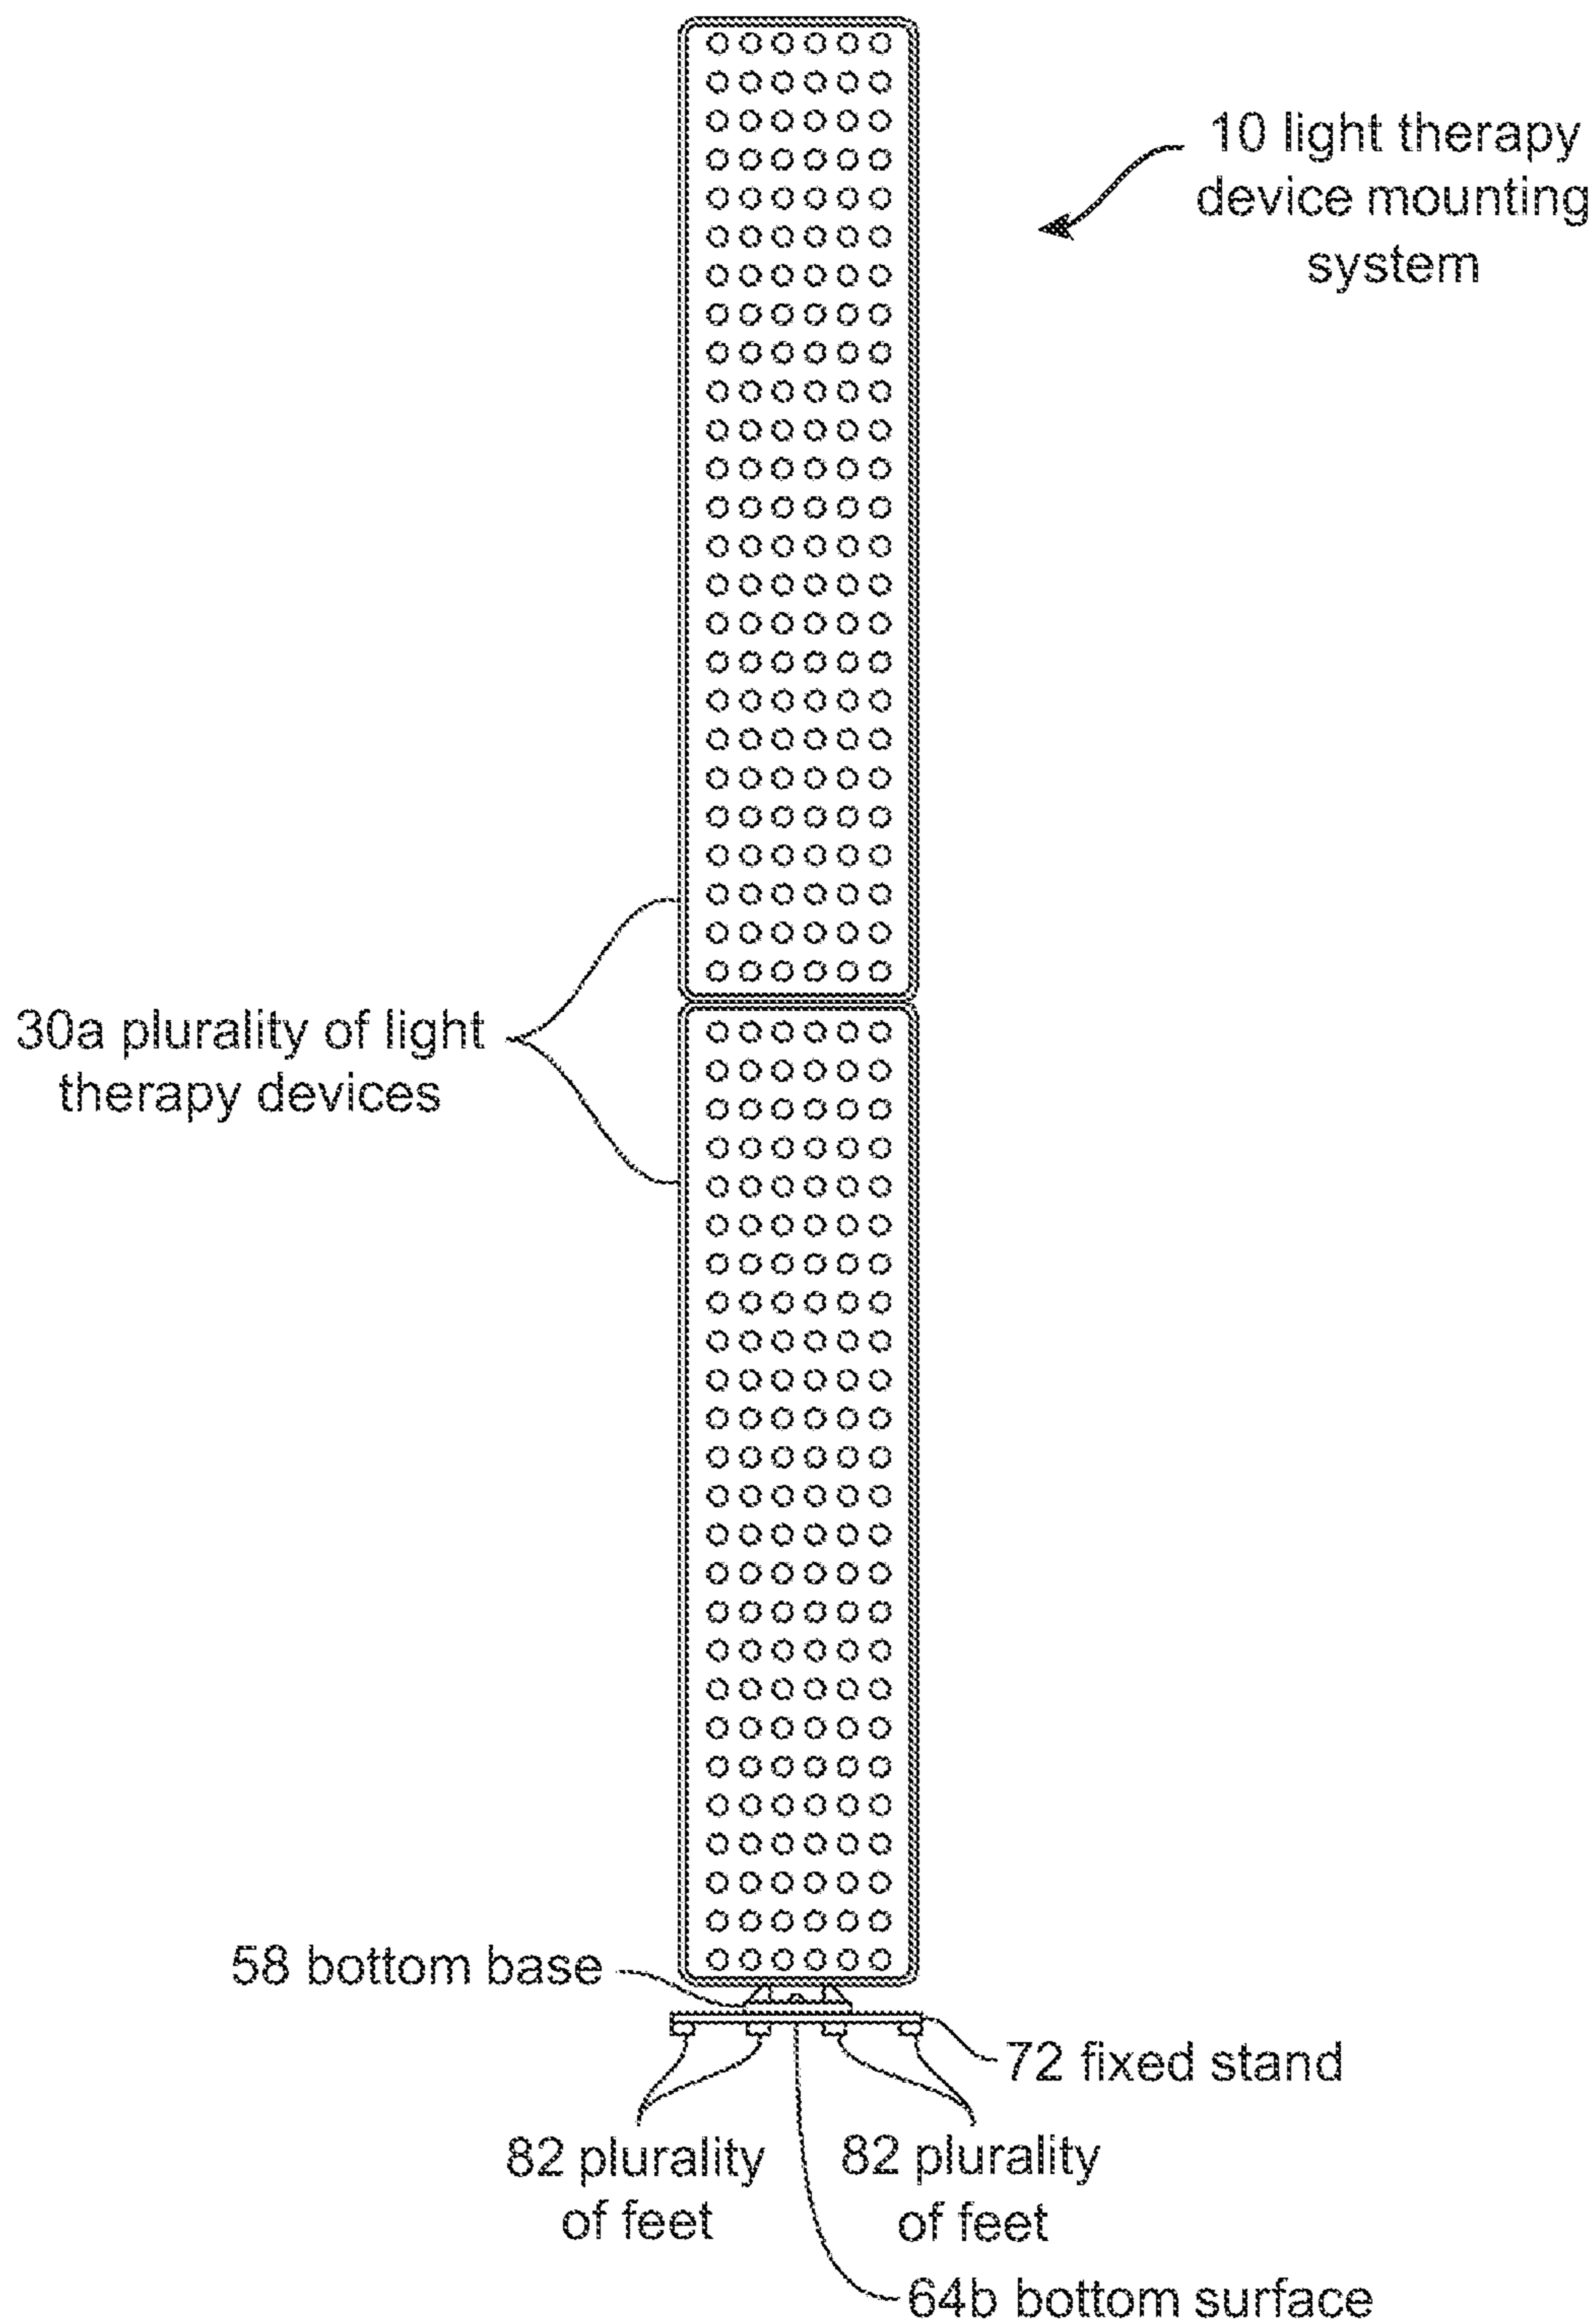 10 light therapy
device mounting
system
30a plurality of light
therapy devices
58 bottom base
72 fixed stand
82 plurality
of feet
82 plurality
of feet
64b bottom surface